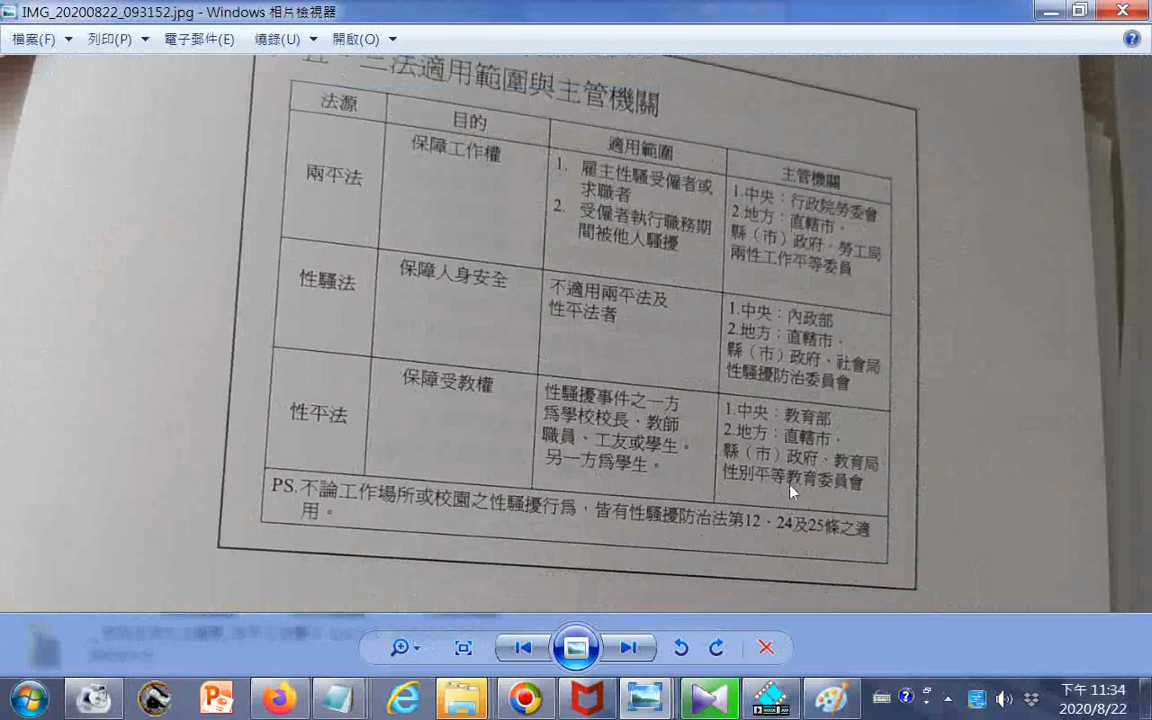 IMG_20200822_093152.jpg - Windows 相片檢視器
檔案(F) 列印(P) 電子郵件(E) 燒錄(U) 開啟(O)
三法適用範圍與主管機關
法源
目的
適用範圍
主管機關
兩平法
保障工作權
1. 雇主性騷受僱者或
求職者
2. 受僱者執行職務期
間被他人騷擾
1.中央：行政院勞委會
2.地方：直轄市、
縣（市）政府、勞工局
兩性工作平等委員
性騷法
保障人身安全
不適用兩平法及
性平法者
1.中央：內政部
2.地方：直轄市、
縣（市）政府、社會局
性騷擾防治委員會
性平法
保障受教權
性騷擾事件之一方
為學校校長、教師
職員、工友或學生。
另一方為學生。
1.中央：教育部
2.地方：直轄市、
縣（市）政府、教育局
性別平等教育委員會
PS.不論工作場所或校園之性騷擾行為，皆有性騷擾防治法第12、24及25條之適
用。
下午 11:34
2020/8/22